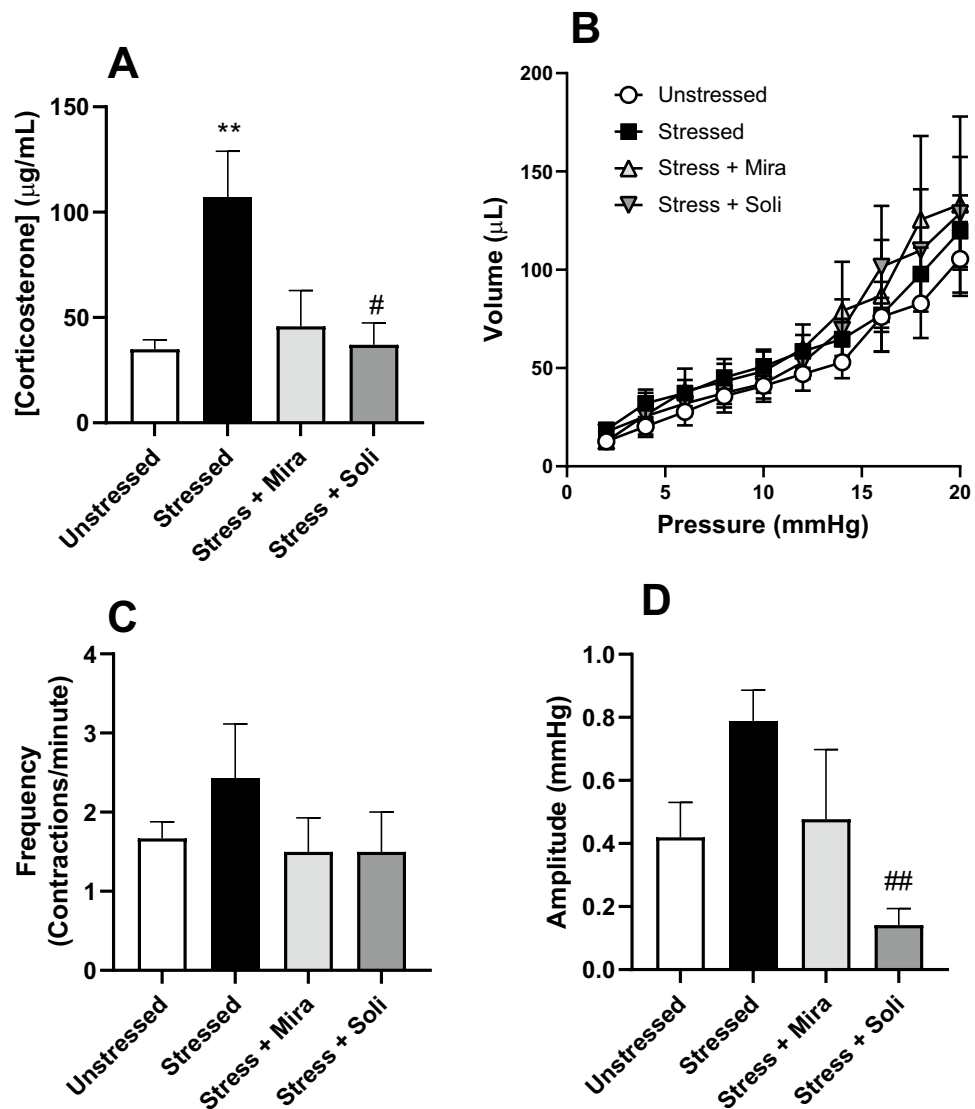 A
[Corticosterone] (μg/mL)
150
100
50
0
**
#
Unstressed
Stressed
Stress + Mira
Stress + Soli
B
Volume (μL)
200
150
100
50
0
Unstressed
Stressed
Stress + Mira
Stress + Soli
0 5 10 15 20
Pressure (mmHg)
C
Frequency
(Contractions/minute)
4
3
2
1
0
Unstressed
Stressed
Stress + Mira
Stress + Soli
D
Amplitude (mmHg)
1.0
0.8
0.6
0.4
0.2
0.0
##
Unstressed
Stressed
Stress + Mira
Stress + Soli